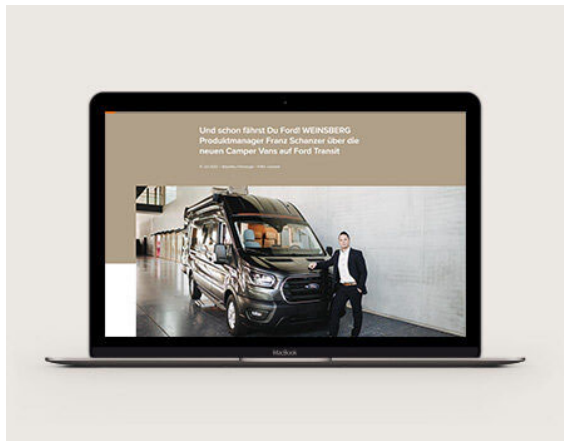 Und schon fährst Du Ford! WEINSBERG
Produktmanager Franz Schanzer über die
neuen Camper Vans auf Ford Transit
MacBook